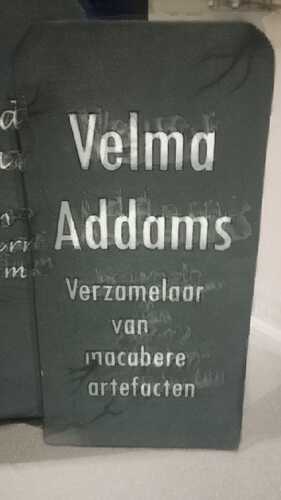 Velma
Addams
Verzamelaar
van
macabere
artefacten